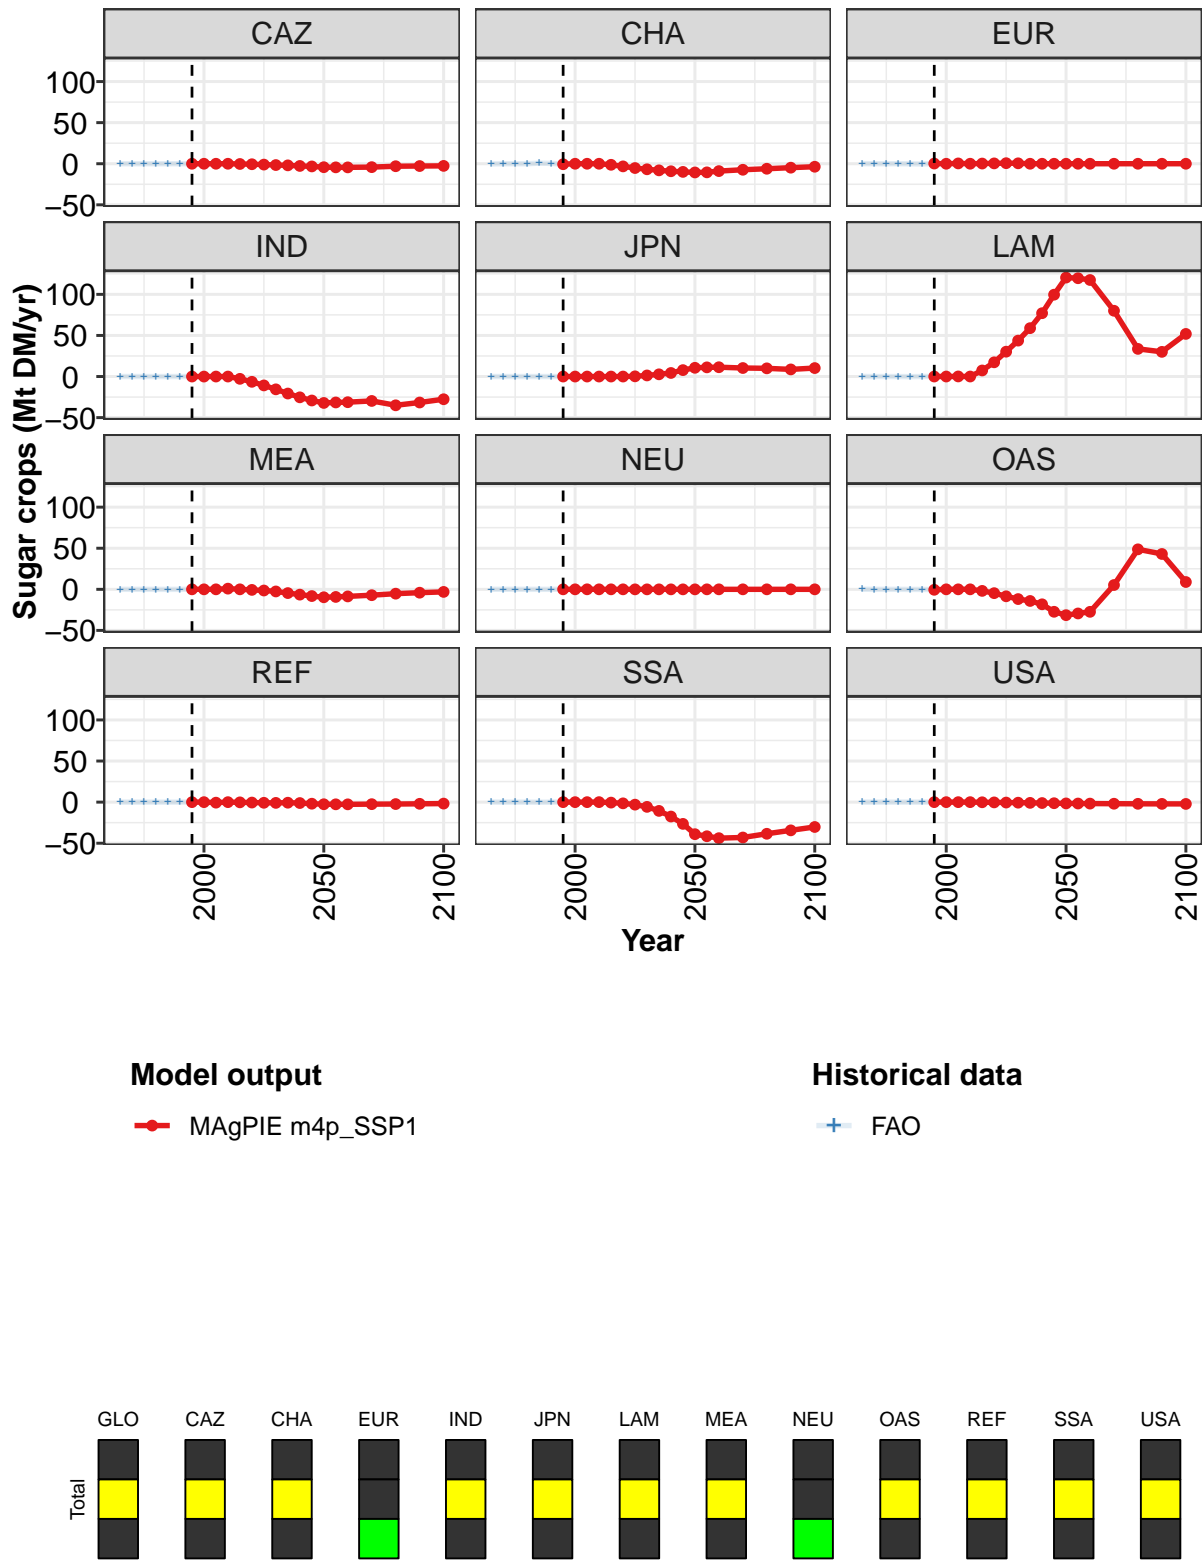 CAZ CHA EUR
100
50
0
−50
IND JPN LAM
100
50
0
−50
MEA NEU OAS
100
50
0
−50
REF SSA USA
100
50
0
−50
Sugar crops (Mt DM/yr)
2000 2050 2100 2000 2050 2100 2000 2050 2100
Year
Model output Historical data
MAgPIE m4p_SSP1 FAO
GLO CAZ CHA EUR IND JPN LAM MEA NEU OAS REF SSA USA
Total